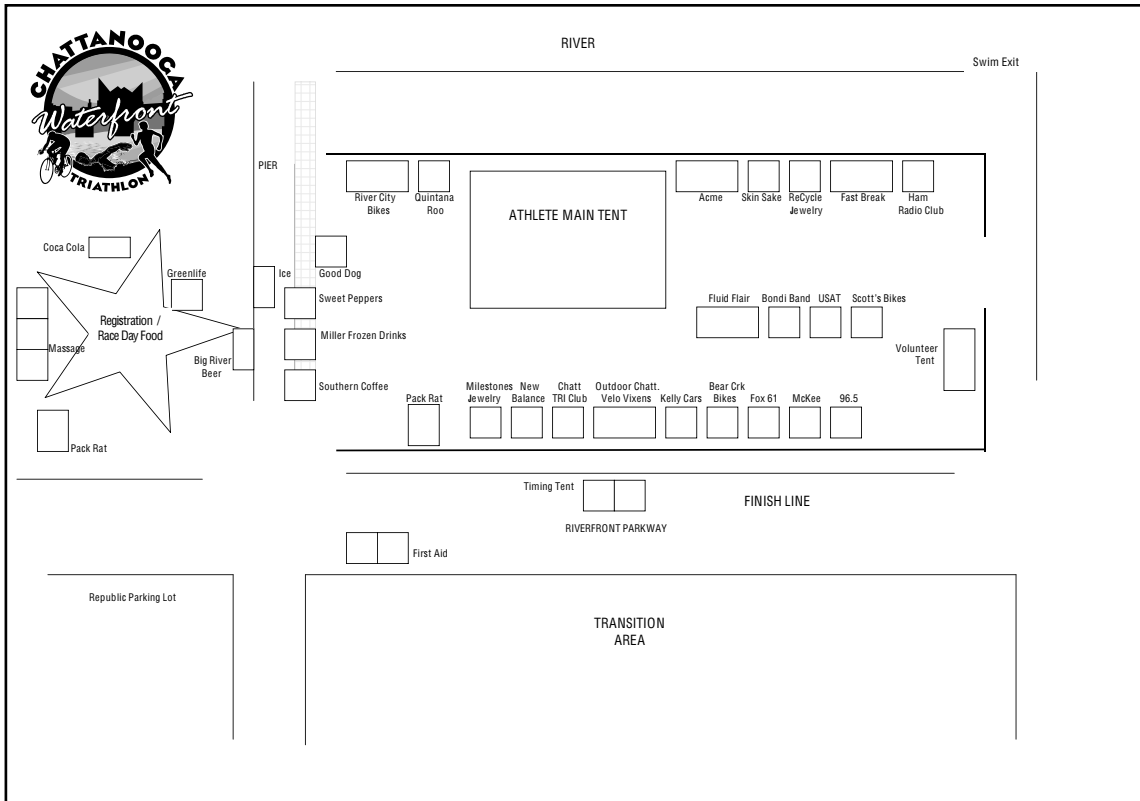 CHATTANOOGA
Waterfront
TRIATHLON
RIVER
Swim Exit
PIER
River City
Bikes
Quintana
Roo
ATHLETE MAIN TENT
Acme
Skin Sake
ReCycle
Jewelry
Fast Break
Ham
Radio Club
Coca Cola
Greenlife
Ice
Good Dog
Sweet Peppers
Fluid Flair
Bondi Band
USAT
Scott's Bikes
Registration /
Race Day Food
Massage
Big River
Beer
Miller Frozen Drinks
Volunteer
Tent
Southern Coffee
Pack Rat
Milestones
Jewelry
New
Balance
Chatt
TRI Club
Outdoor Chatt.
Velo Vixens
Kelly Cars
Bear Crk
Bikes
Fox 61
McKee
96.5
Pack Rat
Timing Tent
FINISH LINE
RIVERFRONT PARKWAY
First Aid
Republic Parking Lot
TRANSITION
AREA